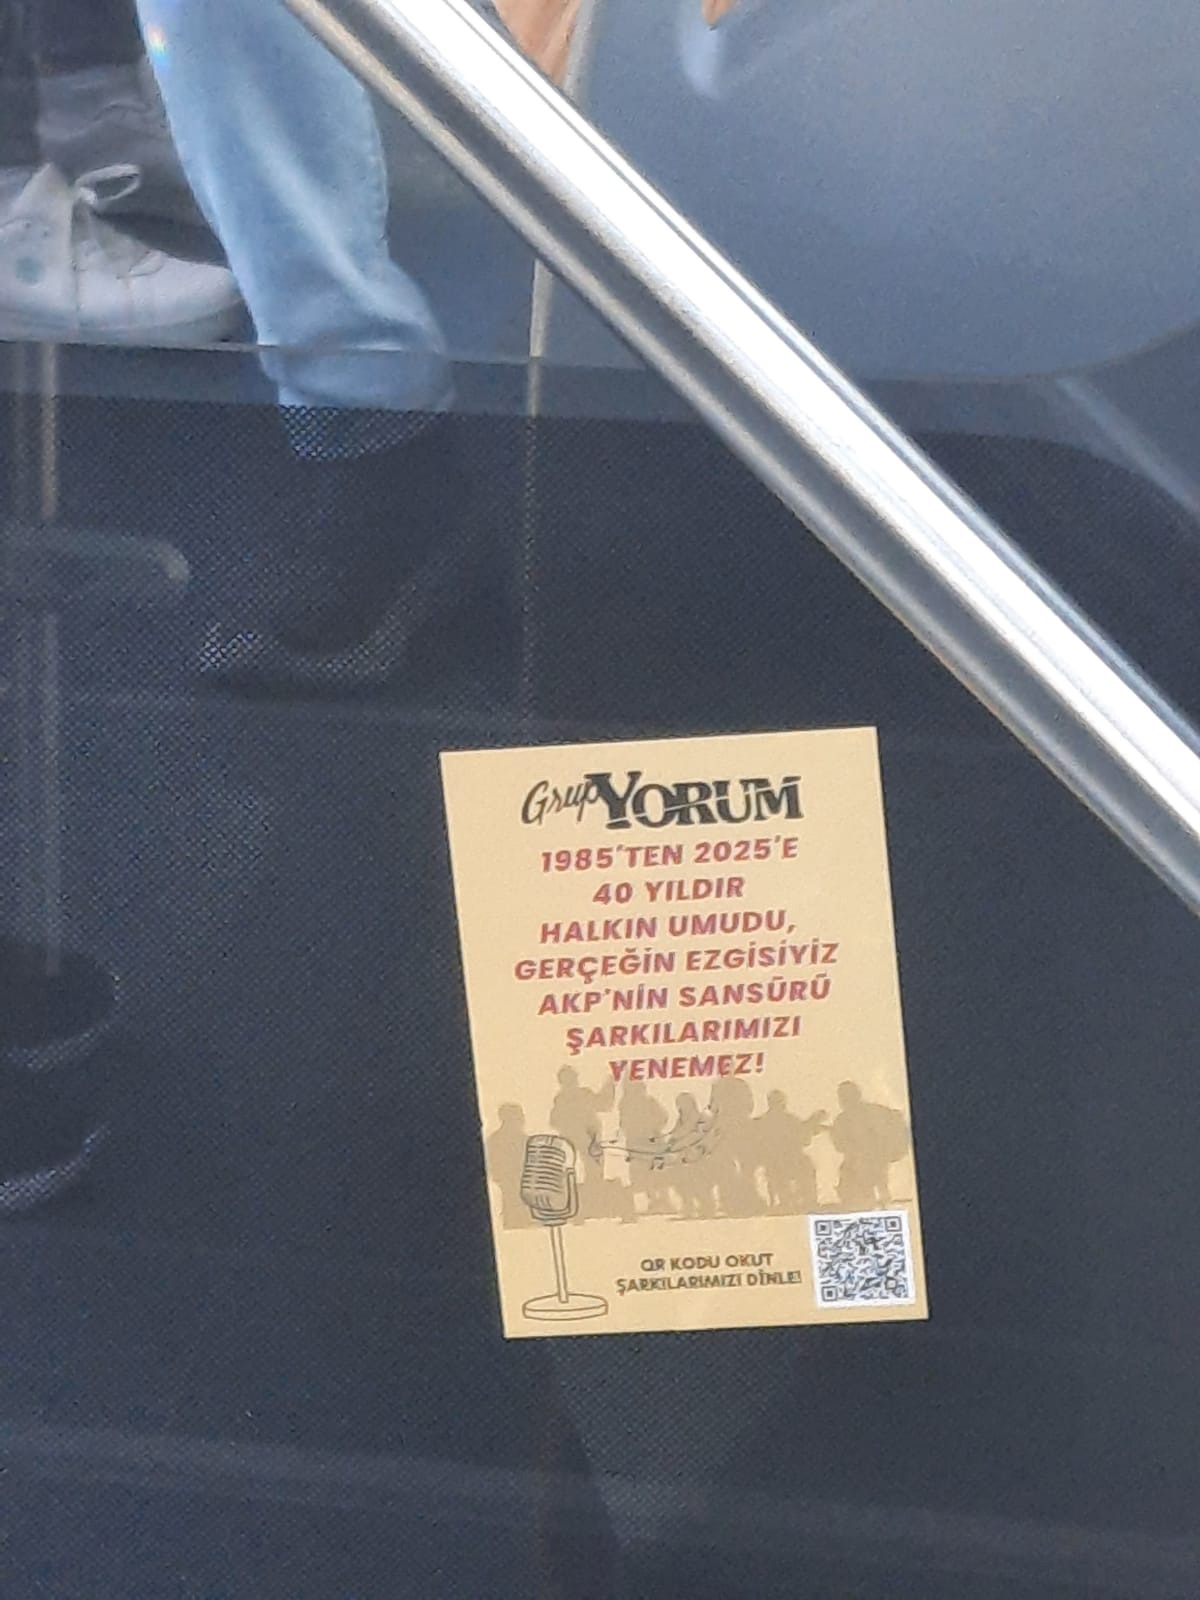 Grup YORUM
1985'TEN 2025'E
40 YILDIR
HALKIN UMUDU,
GERÇEĞİN EZGİSİYİZ
AKP'NİN SANSÜRÜ
ŞARKILARIMIZI
YENEMEZ!
QR KODU OKUT
ŞARKILARIMIZI DİNLE!